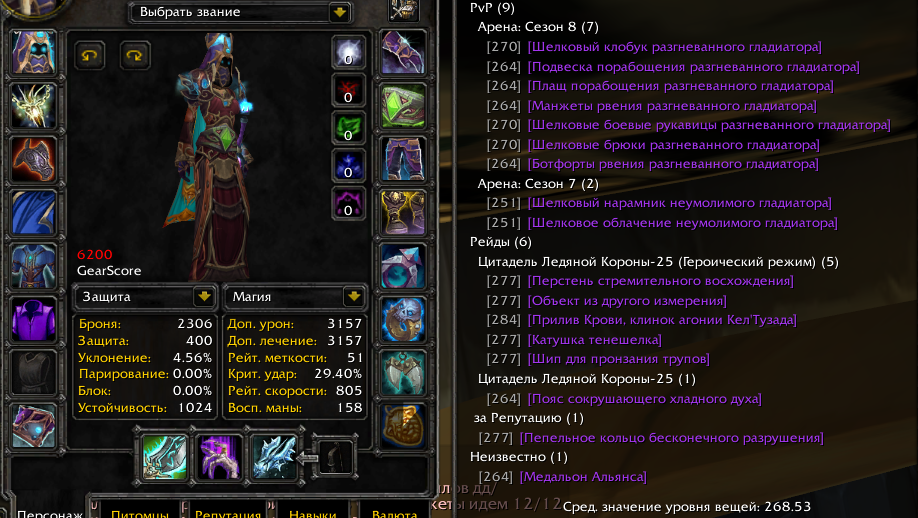 Выбрать звание
0
0
0
0
0
6200
GearScore
Защита
Магия
Броня: 2306
Защита: 400
Уклонение: 4.56%
Парирование: 0.00%
Блок: 0.00%
Устойчивость: 1024
Доп. урон: 3157
Доп. лечение: 3157
Рейт. меткости: 51
Крит. удар: 29.40%
Рейт. скорости: 805
Восп. маны: 158
Персонаж
Питомцы
Репутация
Навыки
Валюта
PvP (9)
Арена: Сезон 8 (7)
[270] [Шелковый клобук разгневанного гладиатора]
[264] [Подвеска порабощения разгневанного гладиатора]
[264] [Плащ порабощения разгневанного гладиатора]
[264] [Манжеты рвения разгневанного гладиатора]
[270] [Шелковые боевые рукавицы разгневанного гладиатора]
[270] [Шелковые брюки разгневанного гладиатора]
[264] [Ботфорты рвения разгневанного гладиатора]
Арена: Сезон 7 (2)
[251] [Шелковый нарамник неумолимого гладиатора]
[251] [Шелковое облачение неумолимого гладиатора]
Рейды (6)
Цитадель Ледяной Короны-25 (Героический режим) (5)
[277] [Перстень стремительного восхождения]
[277] [Объект из другого измерения]
[284] [Прилив Крови, клинок агонии Кел'Тузада]
[277] [Катушка тенешелка]
[277] [Шип для пронзания трупов]
Цитадель Ледяной Короны-25 (1)
[264] [Пояс сокрушающего хладного духа]
за Репутацию (1)
[277] [Пепельное кольцо бесконечного разрушения]
Неизвестно (1)
[264] [Медальон Альянса]
дд/
идем 12/12
Сред. значение уровня вещей: 268.53